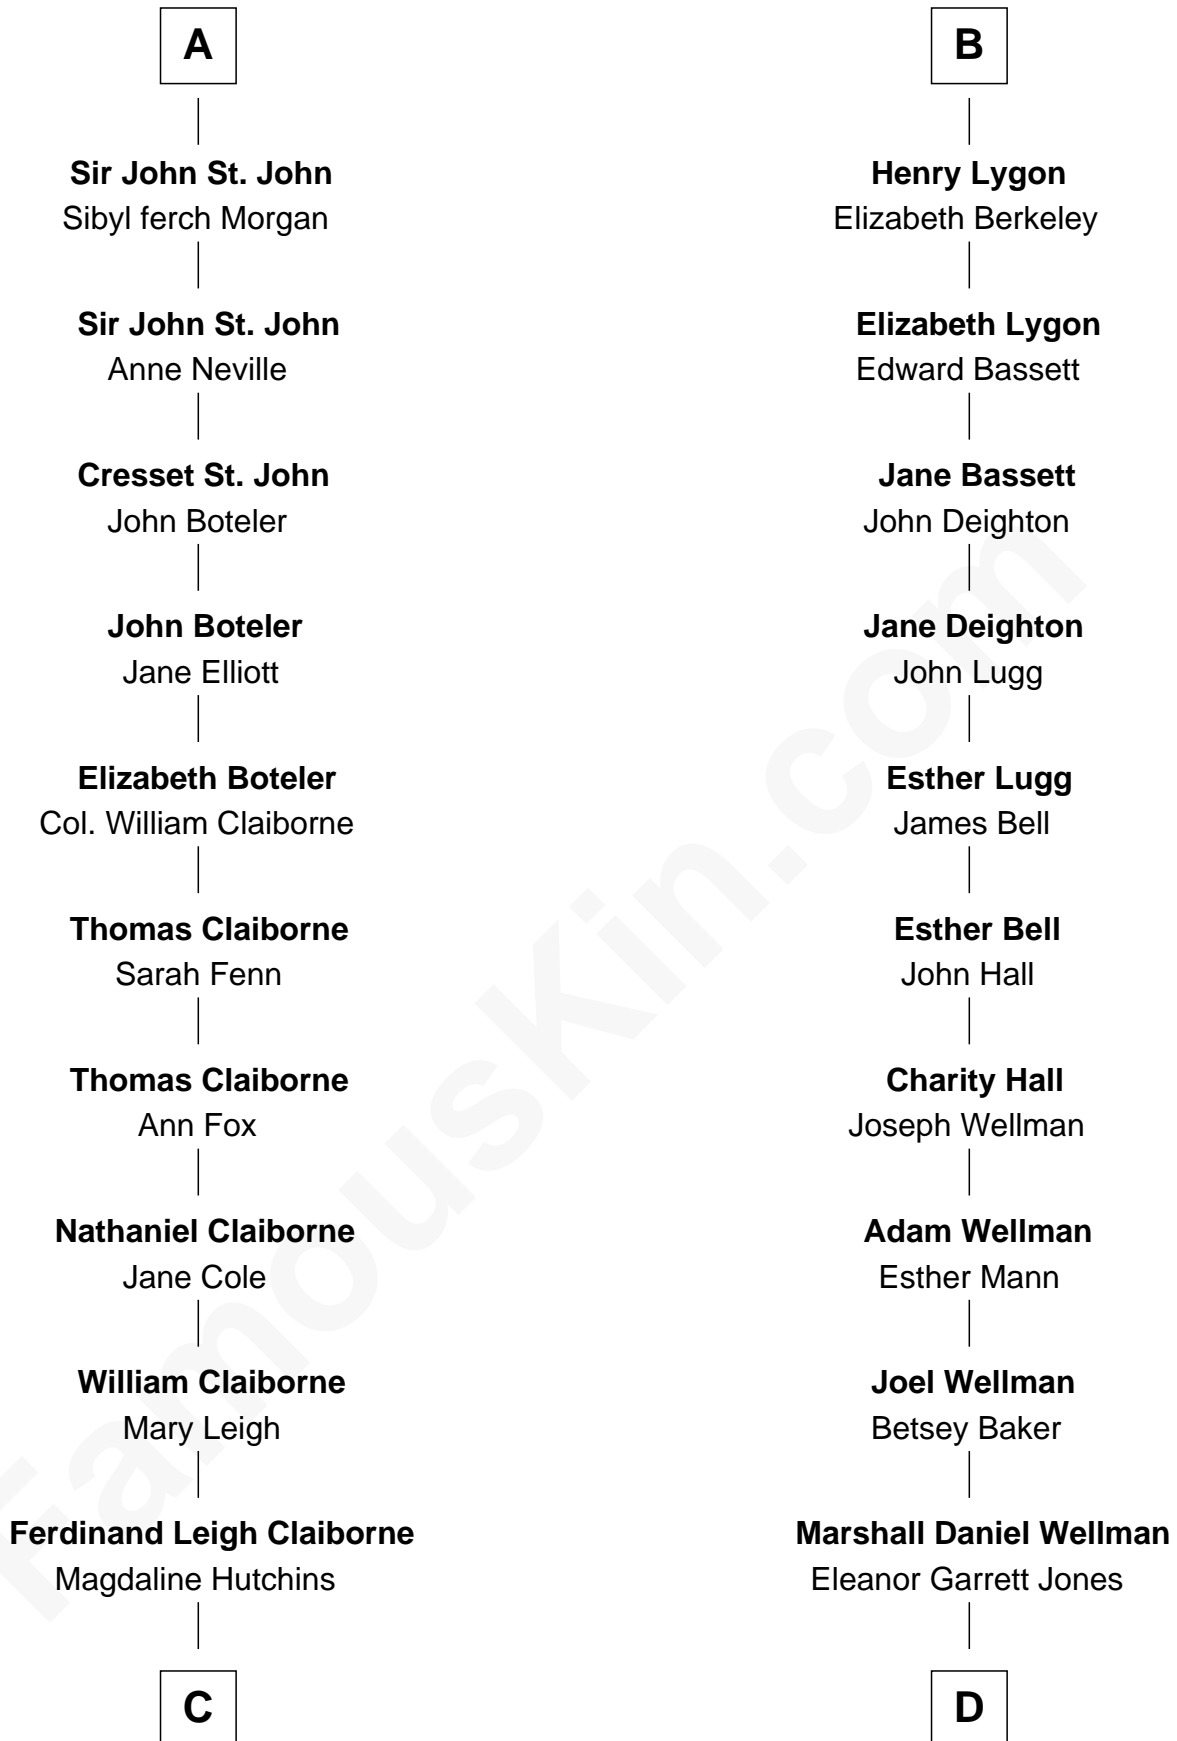 A
Sir John St. John
Sibyl ferch Morgan
Sir John St. John
Anne Neville
Cresset St. John
John Boteler
John Boteler
Jane Elliott
Elizabeth Boteler
Col. William Claiborne
Thomas Claiborne
Sarah Fenn
Thomas Claiborne
Ann Fox
Nathaniel Claiborne
Jane Cole
William Claiborne
Mary Leigh
Ferdinand Leigh Claiborne
Magdaline Hutchins
C
B
Henry Lygon
Elizabeth Berkeley
Elizabeth Lygon
Edward Bassett
Jane Bassett
John Deighton
Jane Deighton
John Lugg
Esther Lugg
James Bell
Esther Bell
John Hall
Charity Hall
Joseph Wellman
Adam Wellman
Esther Mann
Joel Wellman
Betsey Baker
Marshall Daniel Wellman
Eleanor Garrett Jones
D
FamousKin.com